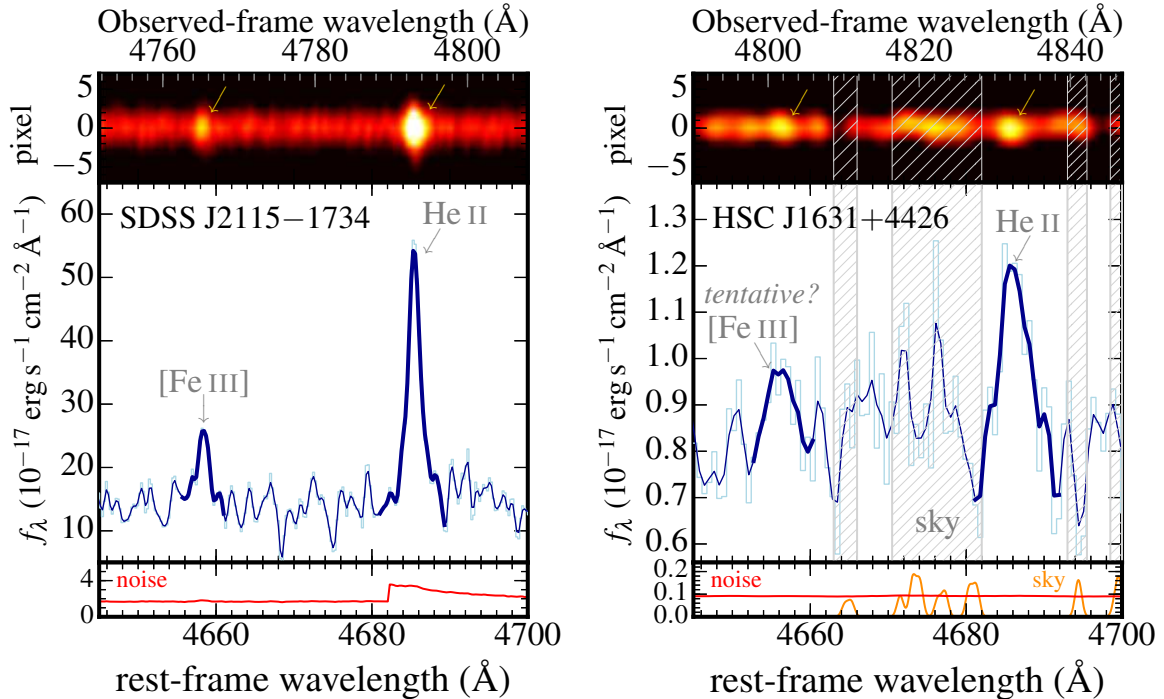 Observed-frame wavelength (Å)
4760 4780 4800
5
0
−5
pixel
SDSS J2115−1734
He II
[Fe III]
60
50
40
30
20
10
fλ (10⁻¹⁷ erg s⁻¹ cm⁻² Å⁻¹)
noise
4
2
0
4660 4680 4700
rest-frame wavelength (Å)
Observed-frame wavelength (Å)
4800 4820 4840
5
0
−5
pixel
HSC J1631+4426
He II
tentative?
[Fe III]
sky
1.3
1.2
1.1
1.0
0.9
0.8
0.7
0.6
fλ (10⁻¹⁷ erg s⁻¹ cm⁻² Å⁻¹)
noise sky
0.2
0.1
0.0
4660 4680 4700
rest-frame wavelength (Å)